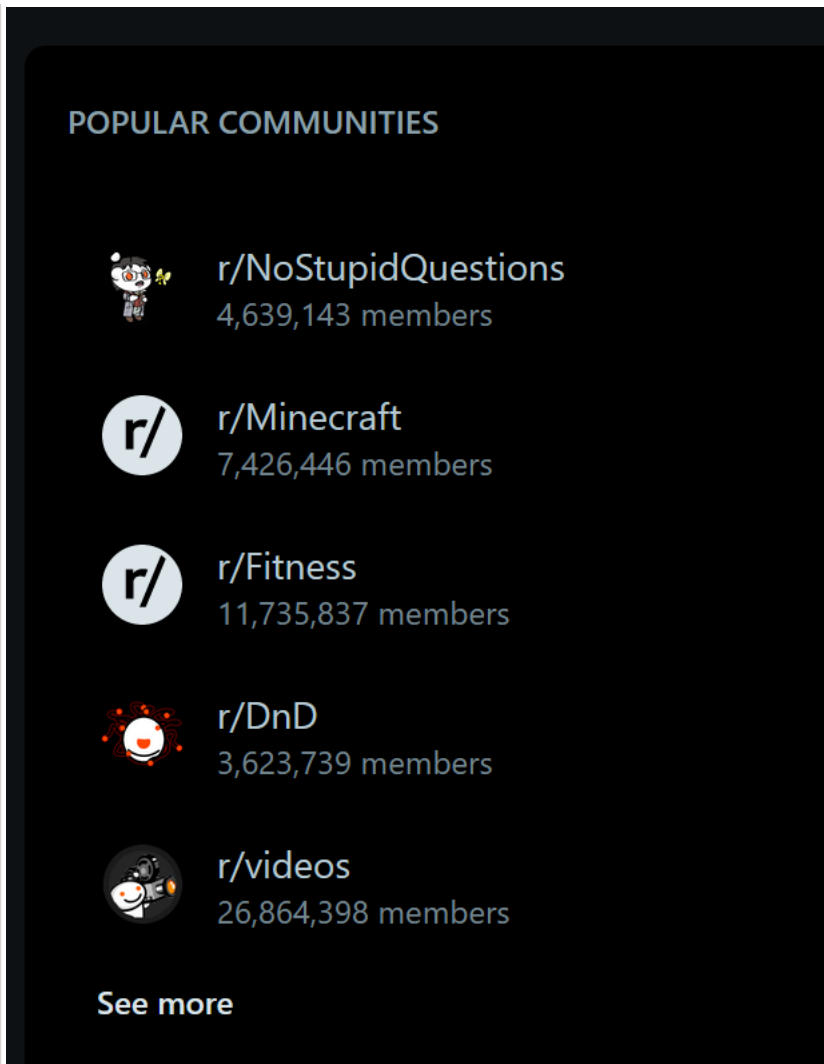 POPULAR COMMUNITIES
r/NoStupidQuestions
4,639,143 members
r/
r/Minecraft
7,426,446 members
r/
r/Fitness
11,735,837 members
r/DnD
3,623,739 members
r/videos
26,864,398 members
See more